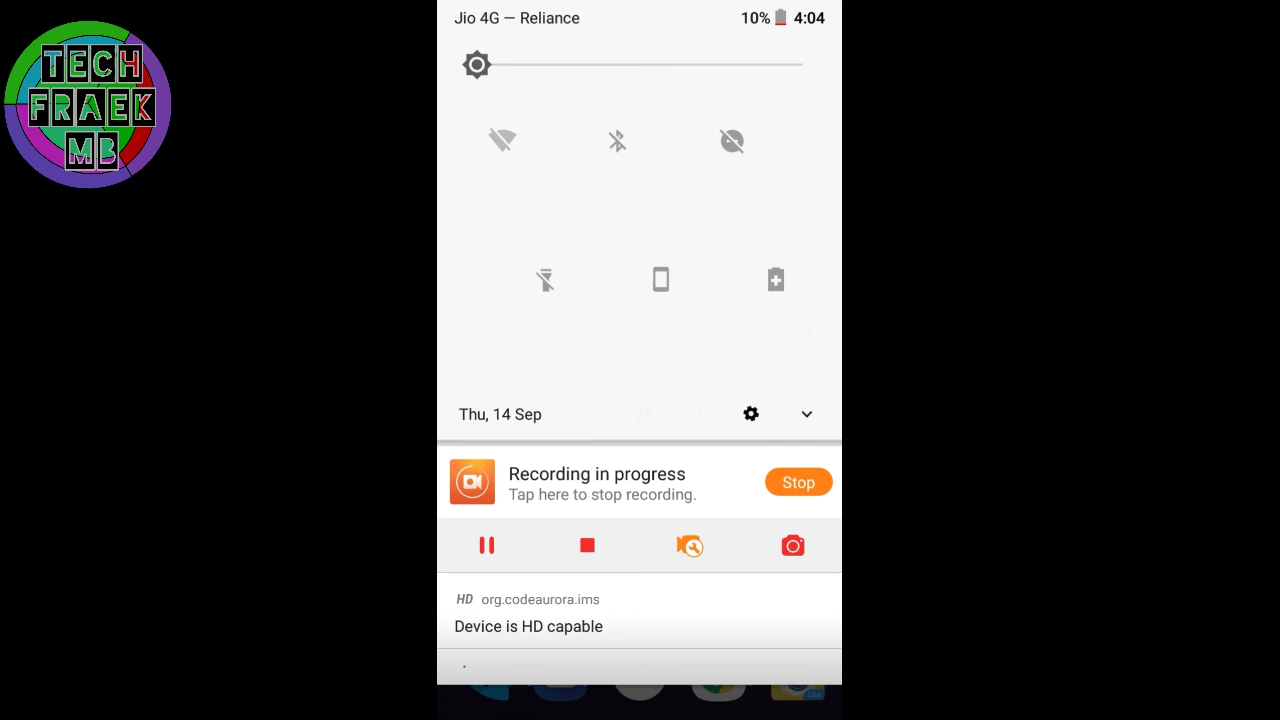 TECH
FRAEK
MB
Jio 4G — Reliance
10%
4:04
Thu, 14 Sep
Recording in progress
Tap here to stop recording.
Stop
HD org.codeaurora.ims
Device is HD capable